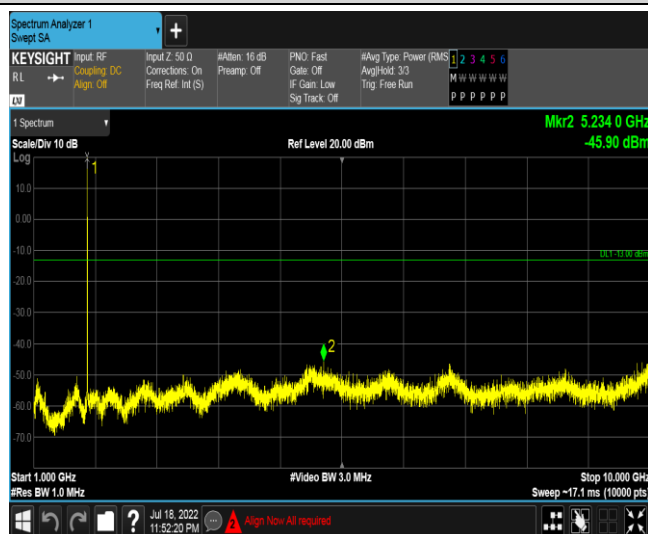 Spectrum Analyzer 1
Swept SA
+
KEYSIGHT
RL
LXI
Input: RF
Coupling: DC
Align: Off
Input Z: 50 Ω
Corrections: On
Freq Ref: Int (S)
#Atten: 16 dB
Preamp: Off
PNO: Fast
Gate: Off
IF Gain: Low
Sig Track: Off
#Avg Type: Power (RMS
Avg|Hold: 3/3
Trig: Free Run
1 2 3 4 5 6
M W W W W W
P P P P P P
1 Spectrum
Mkr2 5.234 0 GHz
-45.90 dBm
Scale/Div 10 dB
Ref Level 20.00 dBm
Log
1
10.0
0.00
-10.0
DL1 -13.00 dBm
-20.0
-30.0
-40.0
2
-50.0
-60.0
-70.0
Start 1.000 GHz
#Video BW 3.0 MHz
Stop 10.000 GHz
#Res BW 1.0 MHz
Sweep ~17.1 ms (10000 pts)
?
Jul 18, 2022
11:52:20 PM
2
Align Now All required